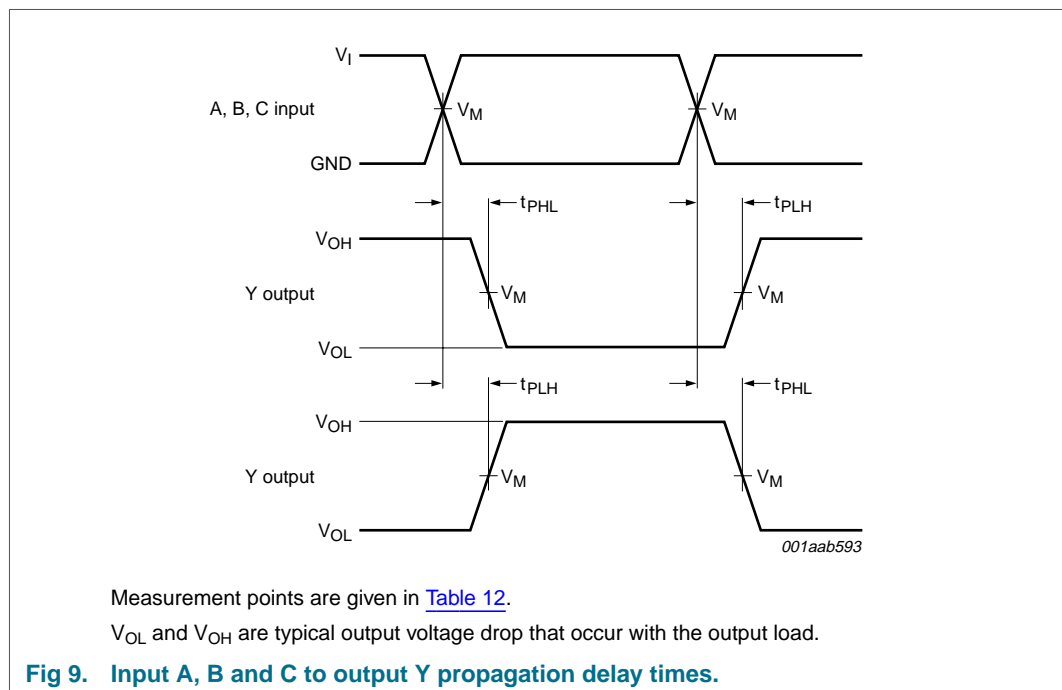 VI
A, B, C input
VM
VM
GND
tPHL
tPLH
VOH
Y output
VM
VM
VOL
tPLH
tPHL
VOH
Y output
VM
VM
VOL
001aab593
Measurement points are given in Table 12.
VOL and VOH are typical output voltage drop that occur with the output load.
Fig 9. Input A, B and C to output Y propagation delay times.